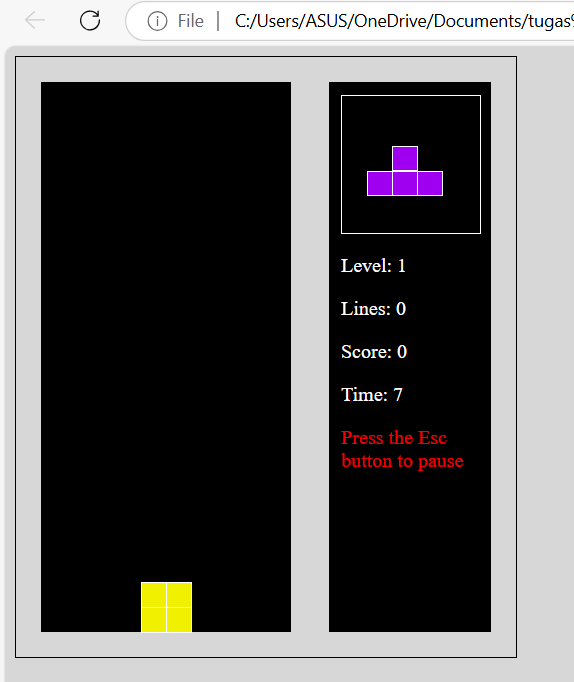 File | C:/Users/ASUS/OneDrive/Documents/tugas
Level: 1
Lines: 0
Score: 0
Time: 7
Press the Esc
button to pause